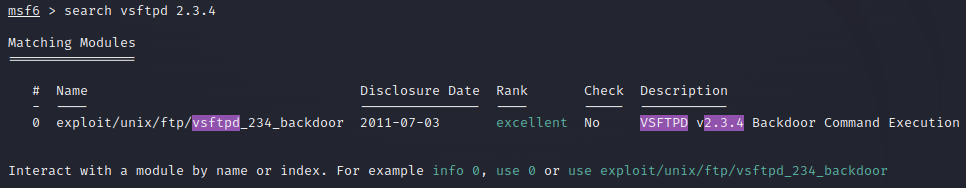 msf6 > search vsftpd 2.3.4
Matching Modules
================
# Name Disclosure Date Rank Check Description
- ---- --------------- ---- ----- -----------
0 exploit/unix/ftp/vsftpd_234_backdoor 2011-07-03 excellent No VSFTPD v2.3.4 Backdoor Command Execution
Interact with a module by name or index. For example info 0, use 0 or use exploit/unix/ftp/vsftpd_234_backdoor